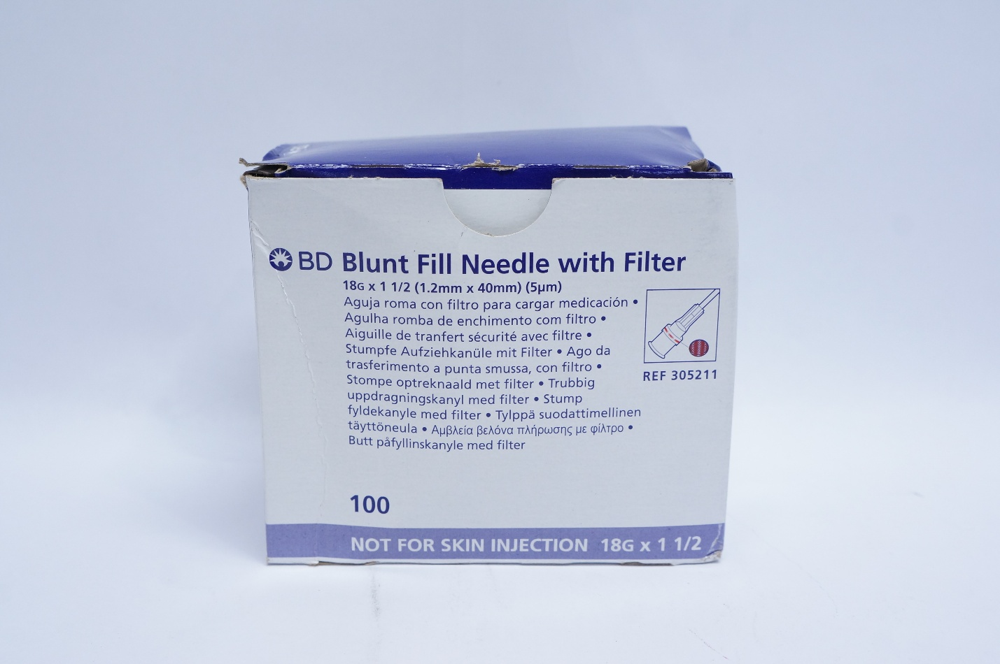 BD Blunt Fill Needle with Filter
18G x 1 1/2 (1.2mm x 40mm) (5µm)
Aguja roma con filtro para cargar medicación •
Agulha romba de enchimento com filtro •
Aiguille de tranfert sécurité avec filtre •
Stumpfe Aufziehkanüle mit Filter • Ago da
trasferimento a punta smussa, con filtro •
Stompe optreknaald met filter • Trubbig
uppdragningskanyl med filter • Stump
fyldekanyle med filter • Tylppä suodattimellinen
täyttöneula • Αμβλεία βελόνα πλήρωσης με φίλτρο •
Butt påfyllinskanyle med filter
REF 305211
100
NOT FOR SKIN INJECTION 18G x 1 1/2